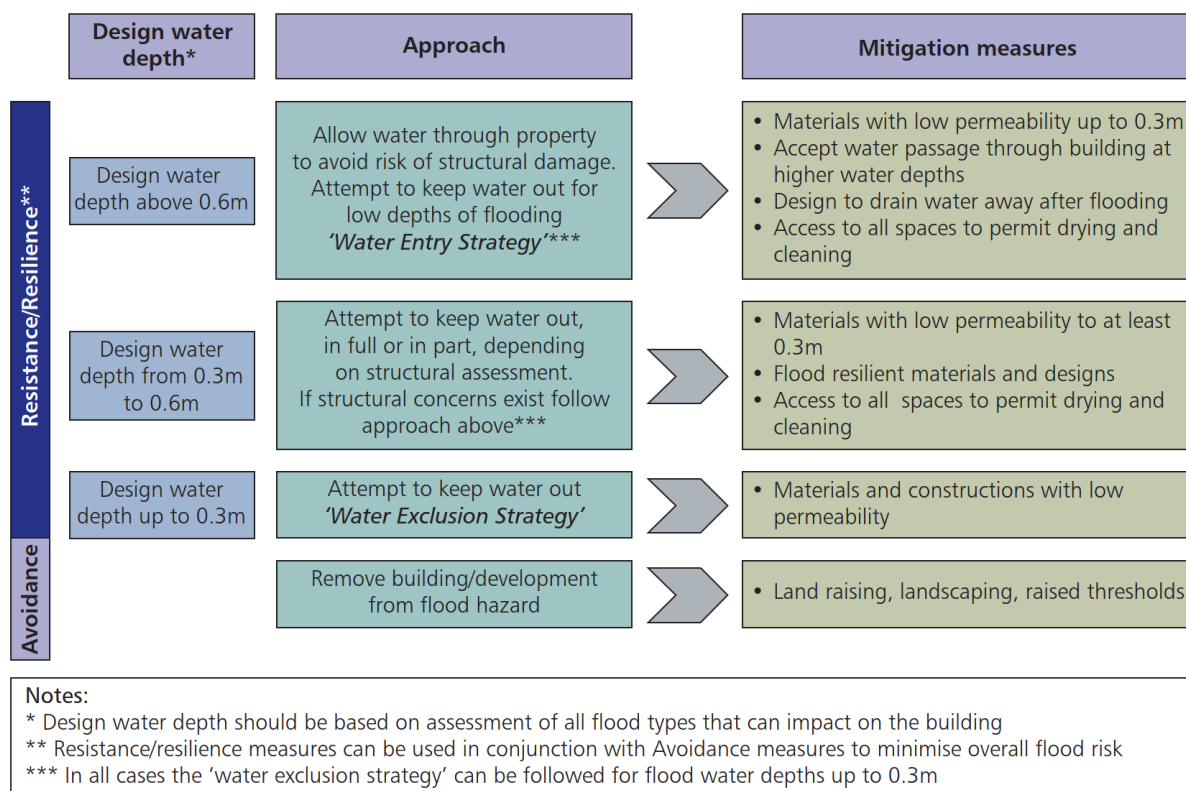 Design water
depth*
Approach
Mitigation measures
Resistance/Resilience**
Design water
depth above 0.6m
Allow water through property
to avoid risk of structural damage.
Attempt to keep water out for
low depths of flooding
‘Water Entry Strategy’***
• Materials with low permeability up to 0.3m
• Accept water passage through building at
higher water depths
• Design to drain water away after flooding
• Access to all spaces to permit drying and
cleaning
Design water
depth from 0.3m
to 0.6m
Attempt to keep water out,
in full or in part, depending
on structural assessment.
If structural concerns exist follow
approach above***
• Materials with low permeability to at least
0.3m
• Flood resilient materials and designs
• Access to all spaces to permit drying and
cleaning
Design water
depth up to 0.3m
Attempt to keep water out
‘Water Exclusion Strategy’
• Materials and constructions with low
permeability
Avoidance
Remove building/development
from flood hazard
• Land raising, landscaping, raised thresholds
Notes:
* Design water depth should be based on assessment of all flood types that can impact on the building
** Resistance/resilience measures can be used in conjunction with Avoidance measures to minimise overall flood risk
*** In all cases the ‘water exclusion strategy’ can be followed for flood water depths up to 0.3m